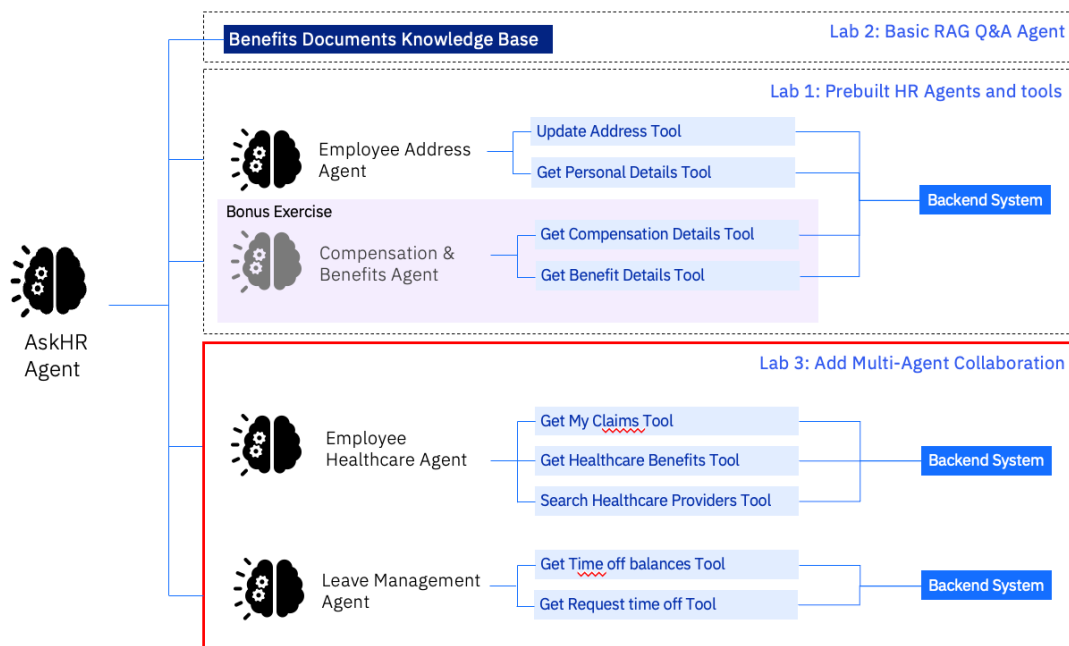 Benefits Documents Knowledge Base
Lab 2: Basic RAG Q&A Agent
Lab 1: Prebuilt HR Agents and tools
Employee Address
Agent
Update Address Tool
Get Personal Details Tool
Backend System
Bonus Exercise
Compensation &
Benefits Agent
Get Compensation Details Tool
Get Benefit Details Tool
AskHR
Agent
Lab 3: Add Multi-Agent Collaboration
Employee
Healthcare Agent
Get My Claims Tool
Get Healthcare Benefits Tool
Search Healthcare Providers Tool
Backend System
Leave Management
Agent
Get Time off balances Tool
Get Request time off Tool
Backend System